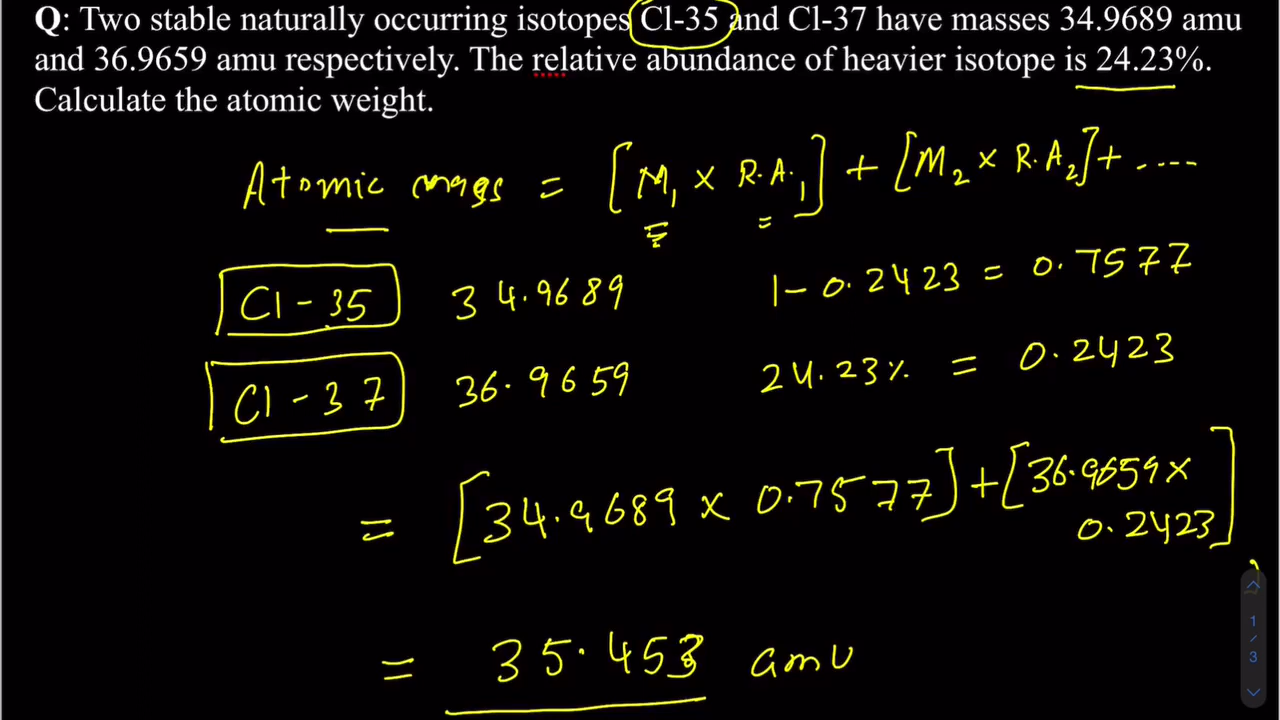 Q: Two stable naturally occurring isotopes Cl-35 and Cl-37 have masses 34.9689 amu
and 36.9659 amu respectively. The relative abundance of heavier isotope is 24.23%.
Calculate the atomic weight.
Atomic mass = [M₁ × R.A.₁] + [M₂ × R.A₂] + ....
Cl - 35 34.9689 1 - 0.2423 = 0.7577
Cl - 37 36.9659 24.23% = 0.2423
= [34.9689 × 0.7577] + [36.9659 ×
0.2423]
= 35.453 amu
1
/
3